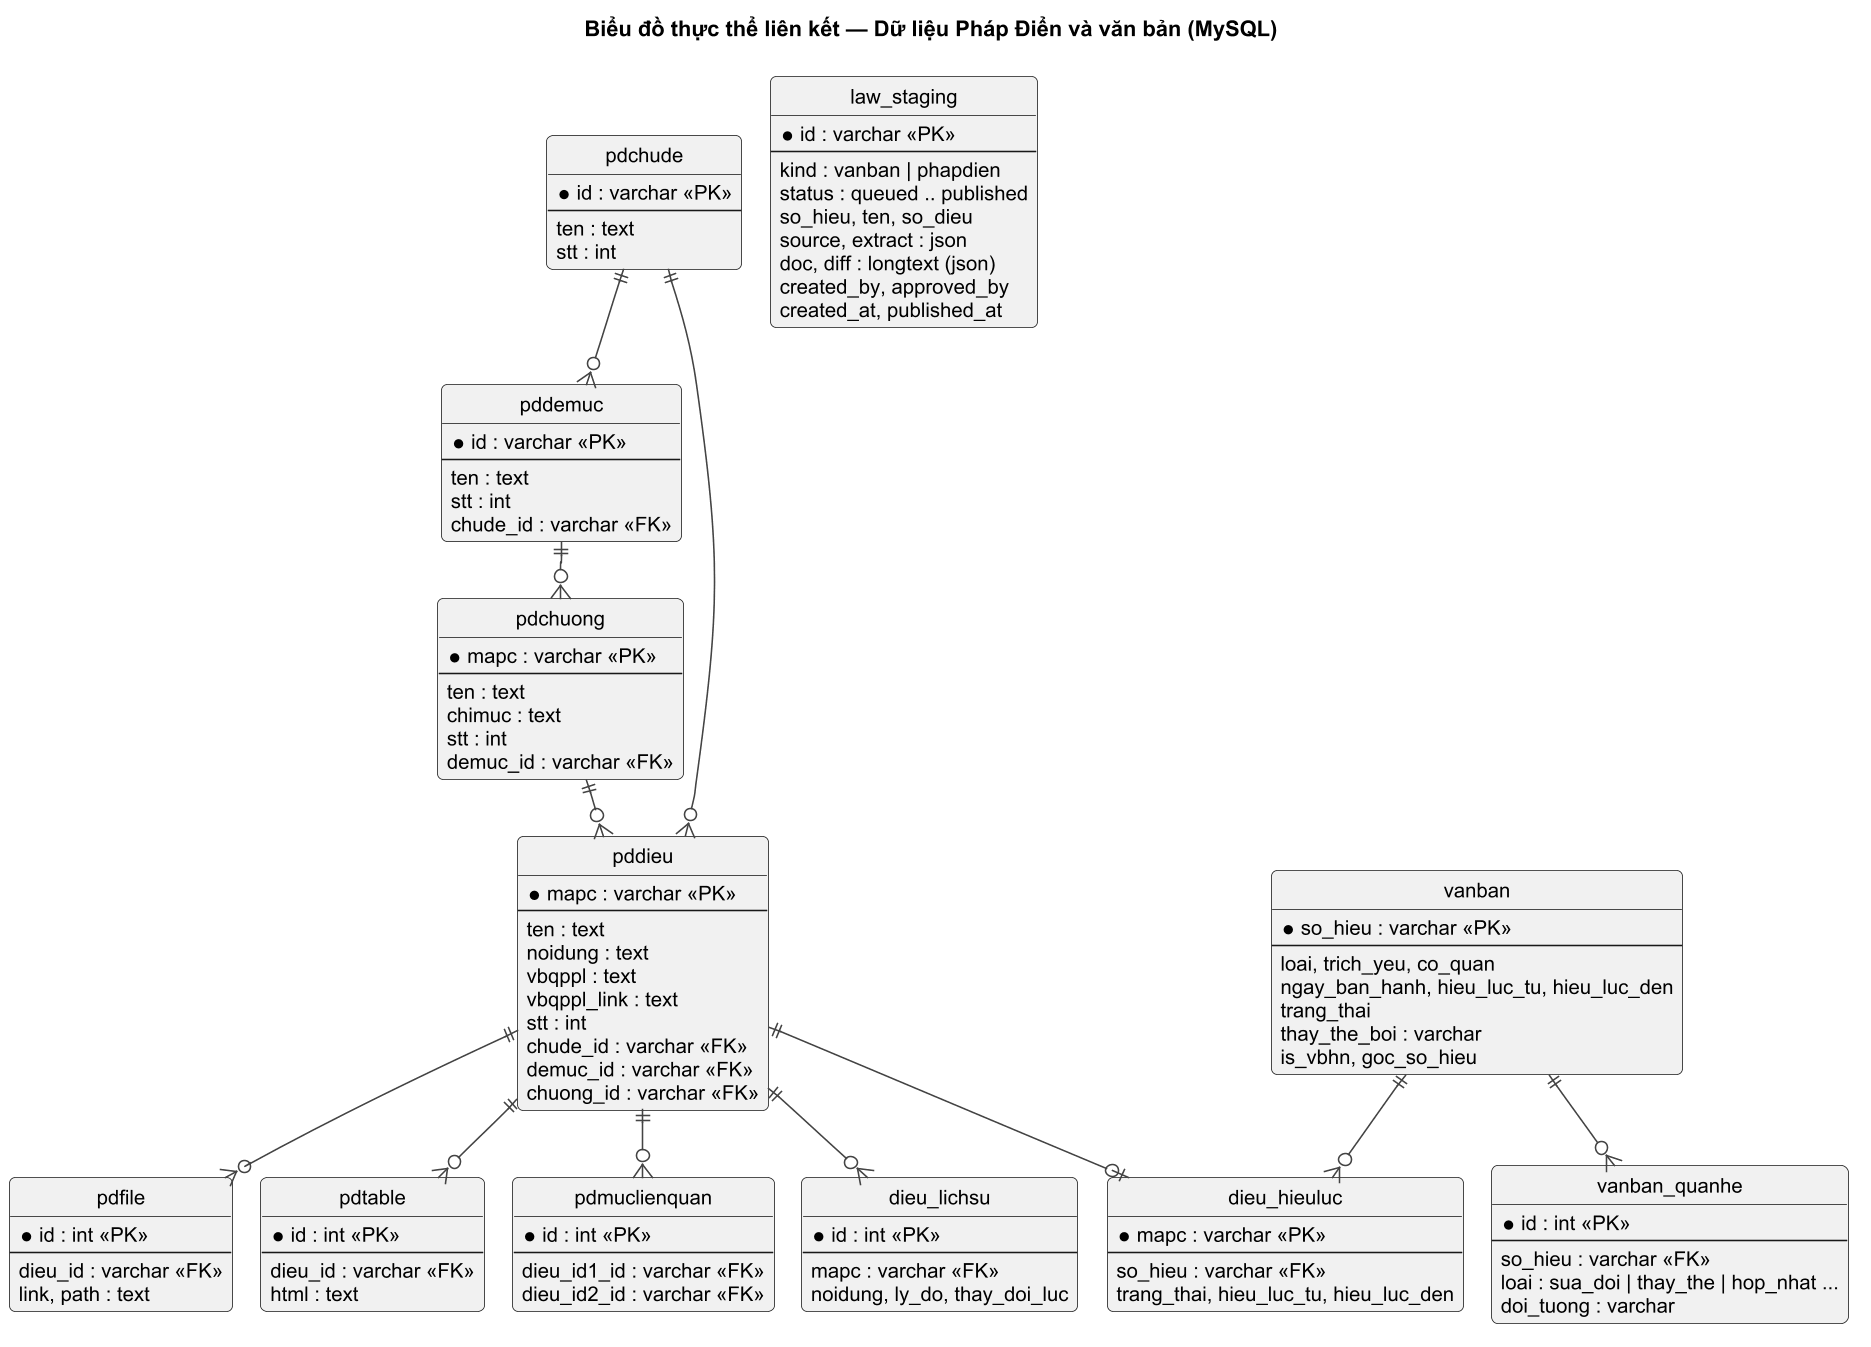 Biểu đồ thực thể liên kết — Dữ liệu Pháp Điển và văn bản (MySQL)
law_staging
id : varchar «PK»
kind : vanban | phapdien
status : queued .. published
so_hieu, ten, so_dieu
source, extract : json
doc, diff : longtext (json)
created_by, approved_by
created_at, published_at
pdchude
id : varchar «PK»
ten : text
stt : int
pddemuc
id : varchar «PK»
ten : text
stt : int
chude_id : varchar «FK»
pdchuong
mapc : varchar «PK»
ten : text
chimuc : text
stt : int
demuc_id : varchar «FK»
pddieu
mapc : varchar «PK»
ten : text
noidung : text
vbqppl : text
vbqppl_link : text
stt : int
chude_id : varchar «FK»
demuc_id : varchar «FK»
chuong_id : varchar «FK»
vanban
so_hieu : varchar «PK»
loai, trich_yeu, co_quan
ngay_ban_hanh, hieu_luc_tu, hieu_luc_den
trang_thai
thay_the_boi : varchar
is_vbhn, goc_so_hieu
pdfile
id : int «PK»
dieu_id : varchar «FK»
link, path : text
pdtable
id : int «PK»
dieu_id : varchar «FK»
html : text
pdmuclienquan
id : int «PK»
dieu_id1_id : varchar «FK»
dieu_id2_id : varchar «FK»
dieu_lichsu
id : int «PK»
mapc : varchar «FK»
noidung, ly_do, thay_doi_luc
dieu_hieuluc
mapc : varchar «PK»
so_hieu : varchar «FK»
trang_thai, hieu_luc_tu, hieu_luc_den
vanban_quanhe
id : int «PK»
so_hieu : varchar «FK»
loai : sua_doi | thay_the | hop_nhat ...
doi_tuong : varchar